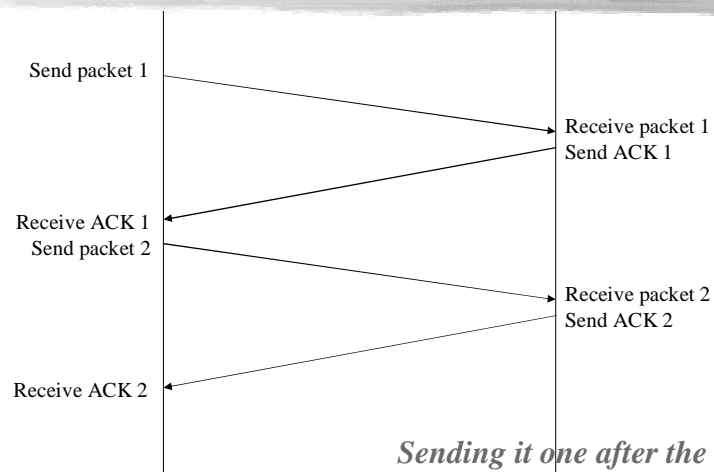 Send packet 1
Receive packet 1
Send ACK 1
Receive ACK 1
Send packet 2
Receive packet 2
Send ACK 2
Receive ACK 2
Sending it one after the